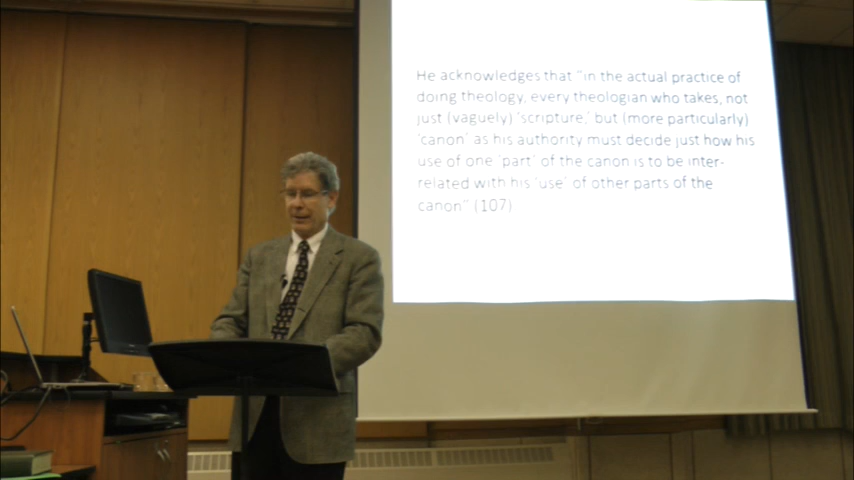 He acknowledges that "in the actual practice of
doing theology, every theologian who takes, not
just (vaguely) 'scripture,' but (more particularly)
'canon' as his authority must decide just how his
use of one 'part' of the canon is to be inter-
related with his 'use' of other parts of the
canon" (107)